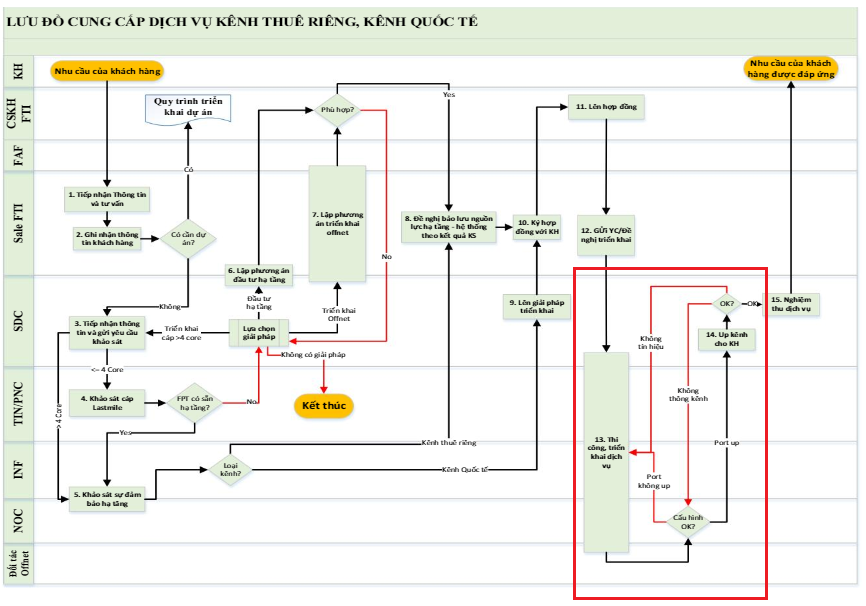 LƯU ĐỒ CUNG CẤP DỊCH VỤ KÊNH THUÊ RIÊNG, KÊNH QUỐC TẾ
KH
Nhu cầu của khách hàng
Nhu cầu của khách
hàng được đáp ứng
CSKH
FTI
Quy trình triển
khai dự án
Phù hợp?
Yes
11. Lên hợp đồng
FAF
Có
Sale FTI
1. Tiếp nhận Thông tin
và tư vấn
2. Ghi nhận thông
tin khách hàng
Có cần dự
án?
7. Lập phương
án triển khai
offnet
8. Đề nghị bảo lưu nguồn
lực hạ tầng - hệ thống
theo kết quả KS
10. Ký hợp
đồng với KH
12. GỬI YC/Đề
nghị triển khai
No
6. Lập phương án
đầu tư hạ tầng
SDC
Không
Đầu tư
hạ tầng
Triển khai
Offnet
9. Lên giải pháp
triển khai
OK?
OK
15. Nghiệm
thu dịch vụ
3. Tiếp nhận thông
tin và gửi yêu cầu
khảo sát
Triển khai
cáp >4 core
Lựa chọn
giải pháp
Không có giải pháp
Không
tín hiệu
14. Up kênh
cho KH
<= 4 Core
TIN/PNC
4. Khảo sát cáp
Lastmile
FPT có sẵn
hạ tầng?
No
Kết thúc
Không
thông kênh
> 4 Core
Yes
Kênh thuê riêng
13. Thi
công, triển
khai dịch
vụ
Port up
INF
Loại
kênh?
Kênh Quốc tế
Port
không up
5. Khảo sát sự đảm
bảo hạ tầng
NOC
Cấu hình
OK?
Đối tác
Offnet